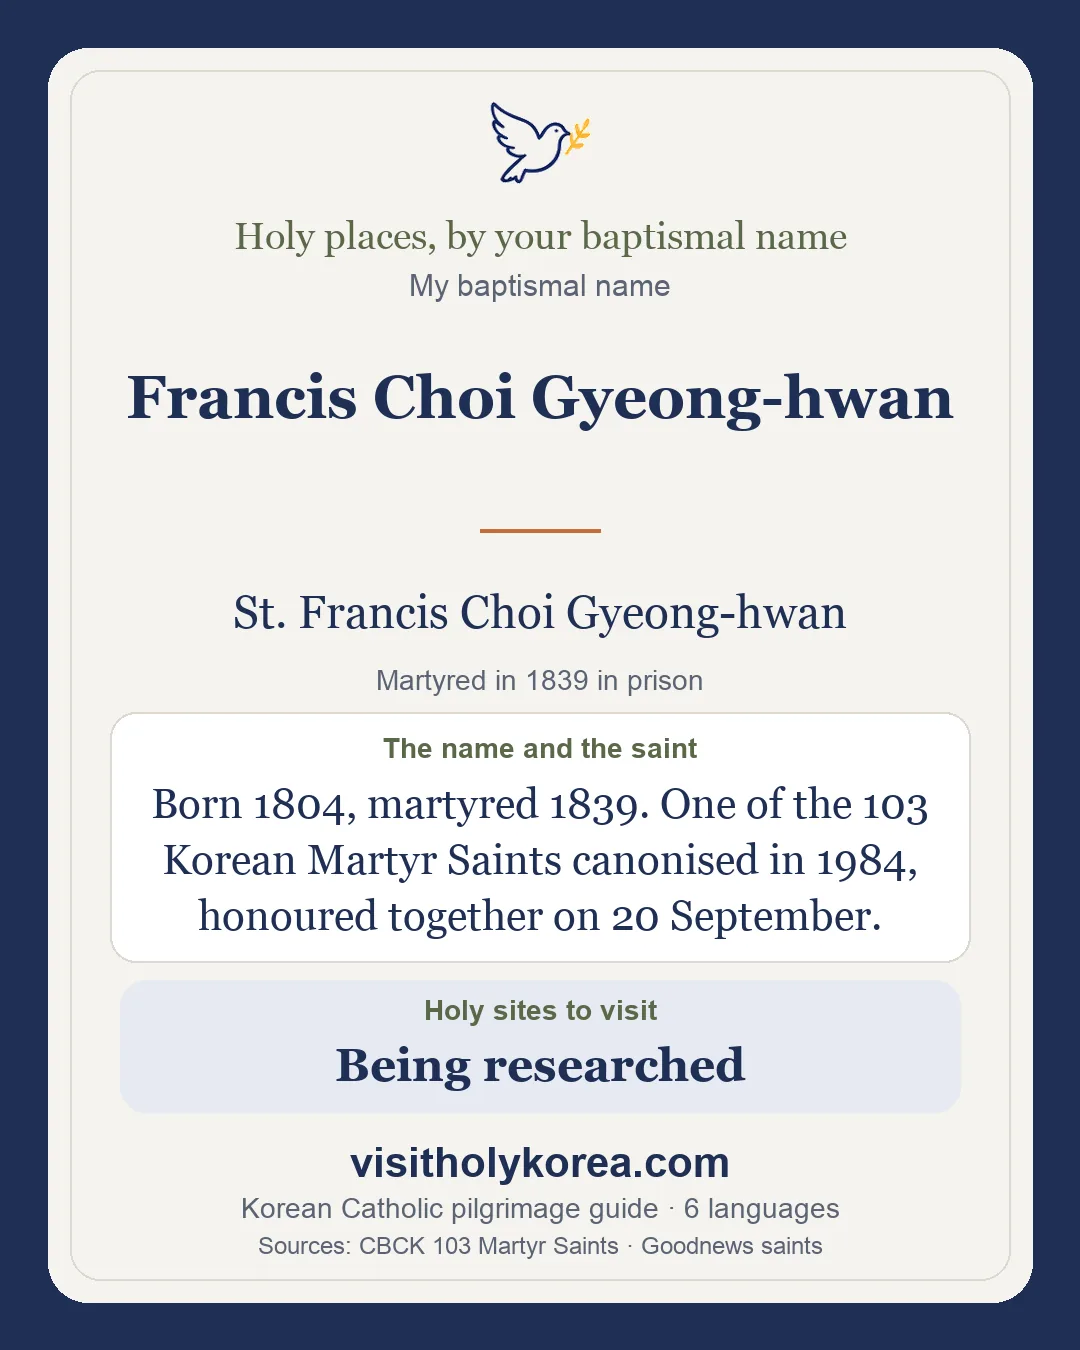 Holy places, by your baptismal name
My baptismal name
Francis Choi Gyeong-hwan
St. Francis Choi Gyeong-hwan
Martyred in 1839 in prison
The name and the saint
Born 1804, martyred 1839. One of the 103
Korean Martyr Saints canonised in 1984,
honoured together on 20 September.
Holy sites to visit
Being researched
visitholykorea.com
Korean Catholic pilgrimage guide · 6 languages
Sources: CBCK 103 Martyr Saints · Goodnews saints